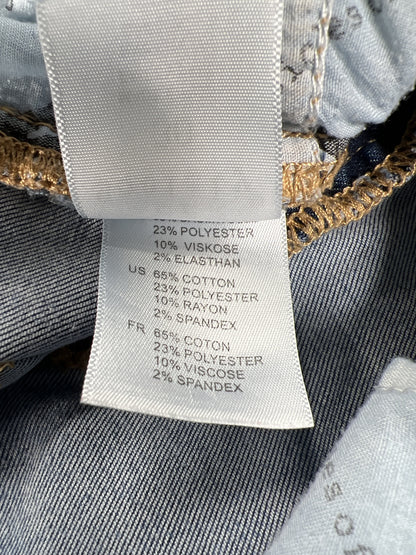 23% POLYESTER
10% VISKOSE
2% ELASTHAN
US 65% COTTON
23% POLYESTER
10% RAYON
2% SPANDEX
FR 65% COTON
23% POLYESTER
10% VISCOSE
2% SPANDEX